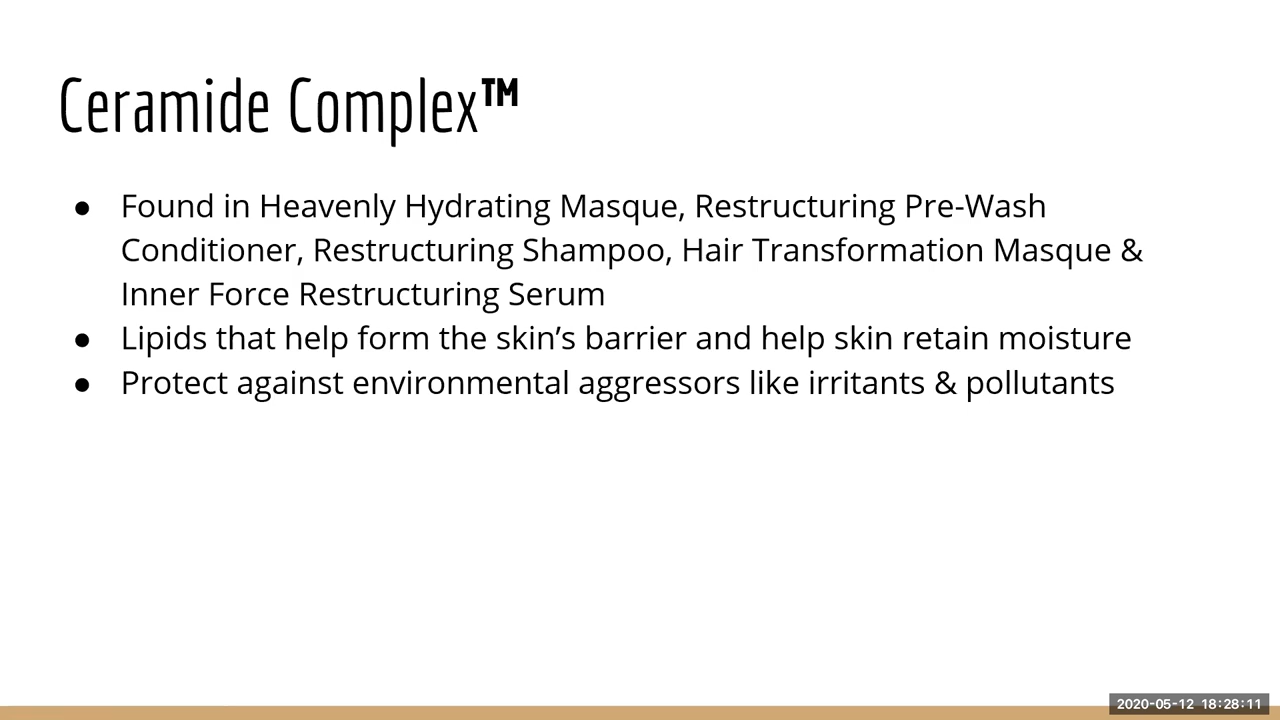 Ceramide Complex™
● Found in Heavenly Hydrating Masque, Restructuring Pre-Wash
Conditioner, Restructuring Shampoo, Hair Transformation Masque &
Inner Force Restructuring Serum
● Lipids that help form the skin’s barrier and help skin retain moisture
● Protect against environmental aggressors like irritants & pollutants
2020-05-12 18:28:11